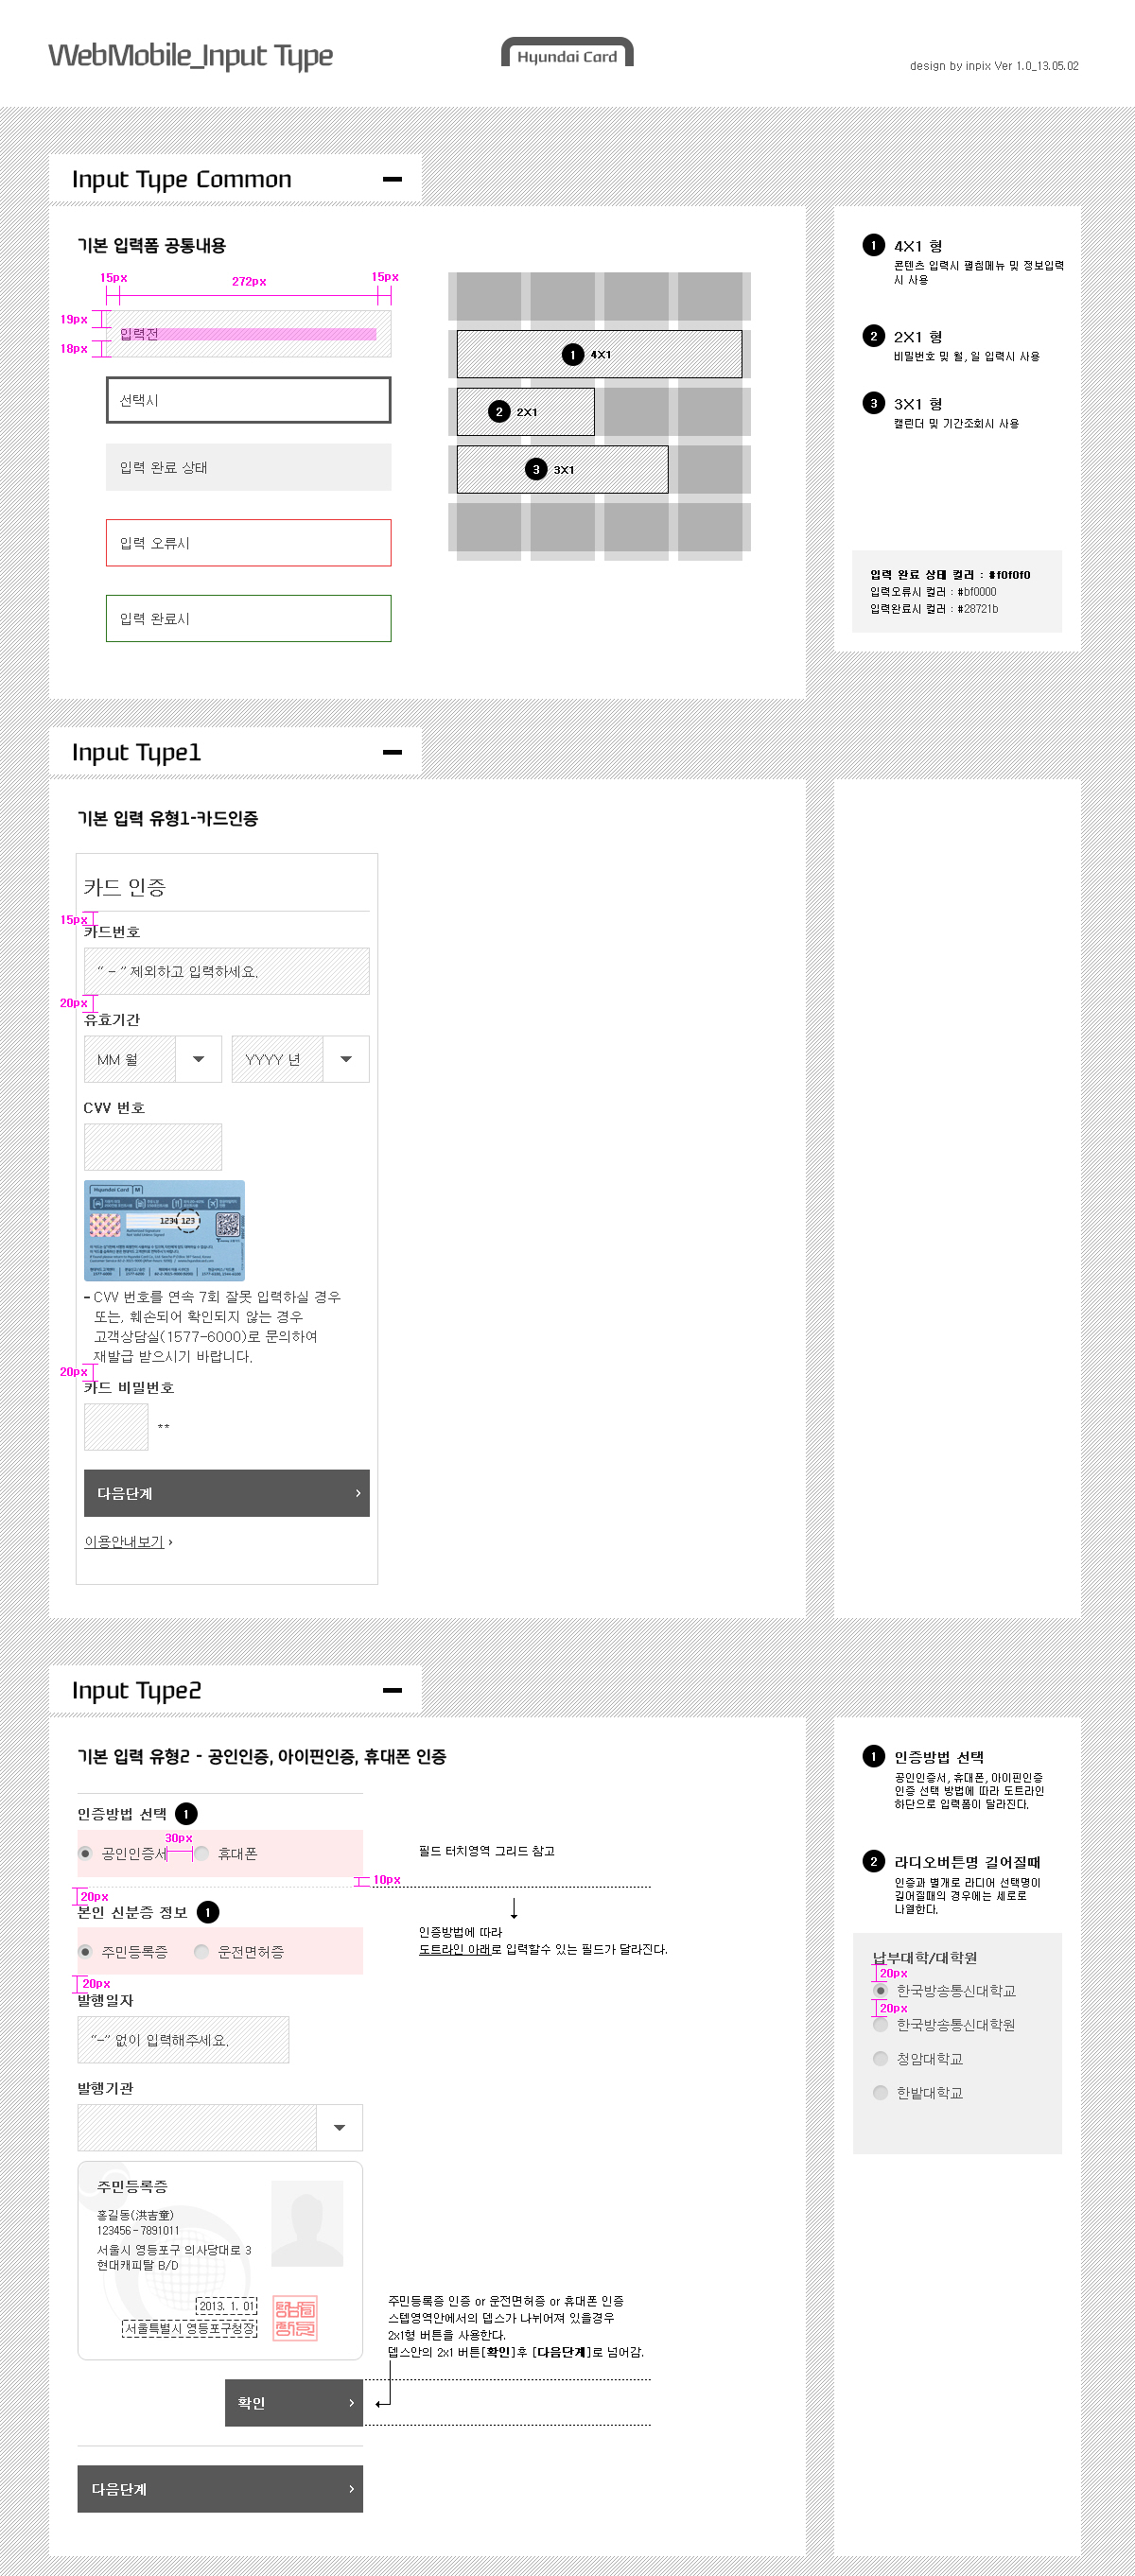 WebMobile_Input Type
Hyundai Card
design by inpix Ver 1.0_13.05.02
Input Type Common
기본 입력폼 공통내용
15px
272px
15px
19px
18px
입력전
선택시
입력 완료 상태
입력 오류시
입력 완료시
1 4X1
2 2X1
3 3X1
1 4X1 형
콘텐츠 입력시 펼침메뉴 및 정보입력
시 사용
2 2X1 형
비밀번호 및 월, 일 입력시 사용
3 3X1 형
캘린더 및 기간조회시 사용
입력 완료 상태 컬러 : #f0f0f0
입력오류시 컬러 : #bf0000
입력완료시 컬러 : #28721b
Input Type1
기본 입력 유형1-카드인증
카드 인증
15px
카드번호
“ - ” 제외하고 입력하세요.
20px
유효기간
MM 월
YYYY 년
CVV 번호
Hyundai Card M
1234 123
- CVV 번호를 연속 7회 잘못 입력하실 경우
또는, 훼손되어 확인되지 않는 경우
고객상담실(1577-6000)로 문의하여
재발급 받으시기 바랍니다.
20px
카드 비밀번호
**
다음단계
이용안내보기
Input Type2
기본 입력 유형2 - 공인인증, 아이핀인증, 휴대폰 인증
인증방법 선택 1
30px
공인인증서
휴대폰
필드 터치영역 그리드 참고
10px
20px
본인 신분증 정보 1
주민등록증
운전면허증
인증방법에 따라
도트라인 아래로 입력할수 있는 필드가 달라진다.
20px
발행일자
“-” 없이 입력해주세요.
발행기관
주민등록증
홍길동(洪吉童)
123456 - 7891011
서울시 영등포구 의사당대로 3
현대캐피탈 B/D
2013. 1. 01
서울특별시 영등포구청장
주민등록증 인증 or 운전면허증 or 휴대폰 인증
스텝영역안에서의 뎁스가 나뉘어져 있을경우
2x1형 버튼을 사용한다.
뎁스안의 2x1 버튼[확인]후 [다음단계]로 넘어감.
확인
다음단계
1 인증방법 선택
공인인증서, 휴대폰, 아이핀인증
인증 선택 방법에 따라 도트라인
하단으로 입력폼이 달라진다.
2 라디오버튼명 길어질때
인증과 별개로 라디어 선택명이
길어질때의 경우에는 세로로
나열한다.
납부대학/대학원
20px
한국방송통신대학교
20px
한국방송통신대학원
청암대학교
한밭대학교